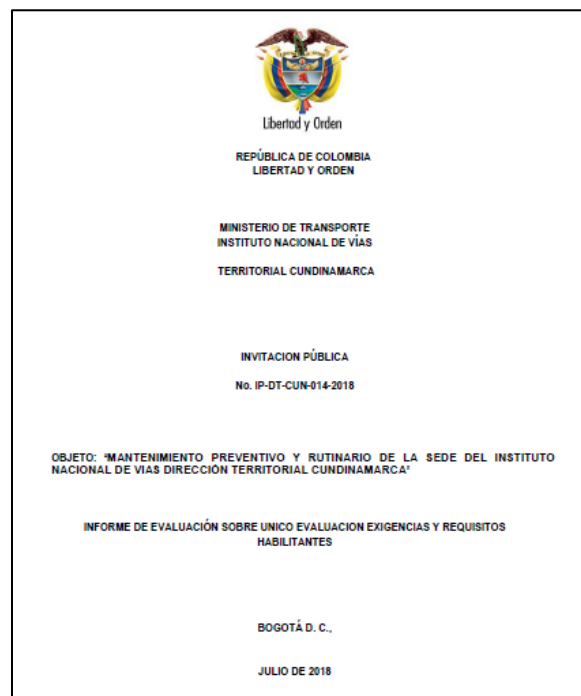 Libertad y Orden
REPÚBLICA DE COLOMBIA
LIBERTAD Y ORDEN
MINISTERIO DE TRANSPORTE
INSTITUTO NACIONAL DE VÍAS
TERRITORIAL CUNDINAMARCA
INVITACION PÚBLICA
No. IP-DT-CUN-014-2018
OBJETO: "MANTENIMIENTO PREVENTIVO Y RUTINARIO DE LA SEDE DEL INSTITUTO
NACIONAL DE VIAS DIRECCIÓN TERRITORIAL CUNDINAMARCA"
INFORME DE EVALUACIÓN SOBRE UNICO EVALUACION EXIGENCIAS Y REQUISITOS
HABILITANTES
BOGOTÁ D. C.,
JULIO DE 2018